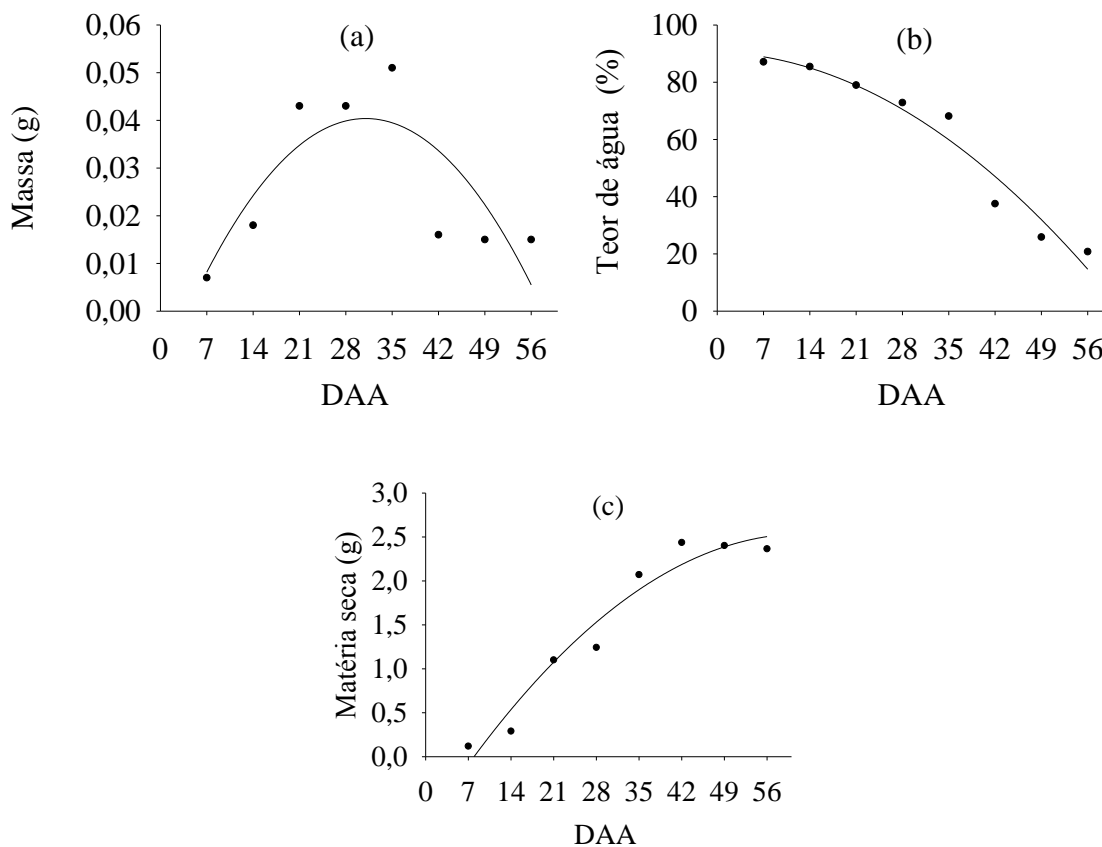 (a)
Massa (g)
0,06
0,05
0,04
0,03
0,02
0,01
0,00
0 7 14 21 28 35 42 49 56
DAA
(b)
Teor de água (%)
100
80
60
40
20
0
0 7 14 21 28 35 42 49 56
DAA
(c)
Matéria seca (g)
3,0
2,5
2,0
1,5
1,0
0,5
0,0
0 7 14 21 28 35 42 49 56
DAA